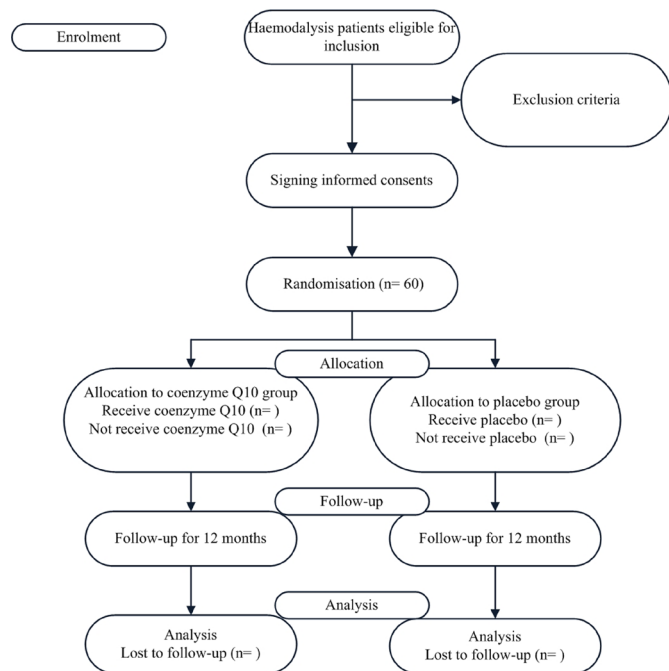 Enrolment
Haemodalysis patients eligible for
inclusion
Exclusion criteria
Signing informed consents
Randomisation (n= 60)
Allocation
Allocation to coenzyme Q10 group
Receive coenzyme Q10 (n= )
Not receive coenzyme Q10  (n= )
Allocation to placebo group
Receive placebo (n= )
Not receive placebo  (n= )
Follow-up
Follow-up for 12 months
Follow-up for 12 months
Analysis
Analysis
Lost to follow-up (n= )
Analysis
Lost to follow-up (n= )